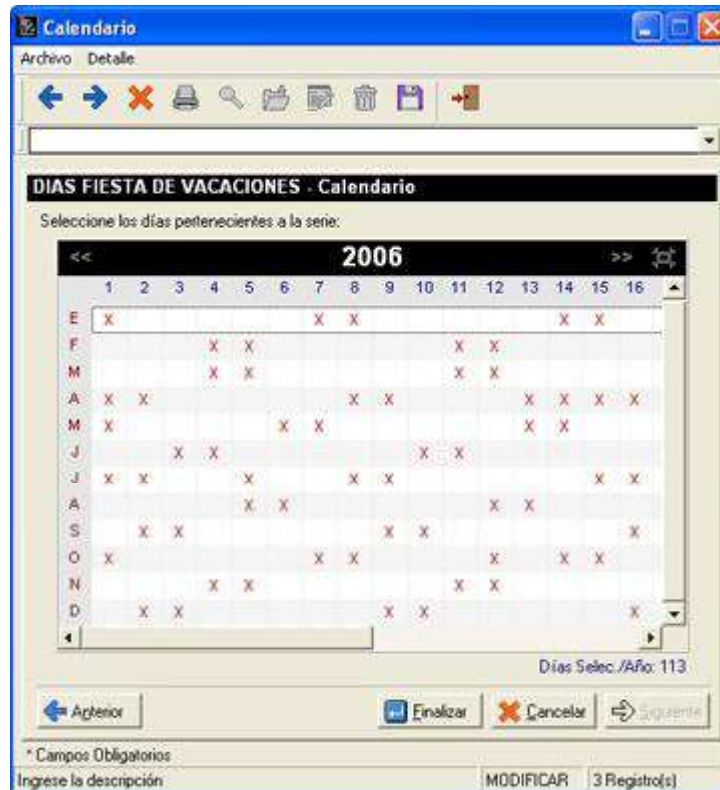 Calendario
Archivo Detalle
DIAS FIESTA DE VACACIONES - Calendario
Seleccione los días pertenecientes a la serie:
<< 2006 >>
1 2 3 4 5 6 7 8 9 10 11 12 13 14 15 16
E X X X X X
F X X X X
M X X X X
A X X X X X X X X
M X X X X X
J X X X X
J X X X X X X X
A X X X X
S X X X X X
O X X X X X X
N X X X X
D X X X X X
Días Selec./Año: 113
Anterior Finalizar Cancelar Siguiente
* Campos Obligatorios
Ingrese la descripción MODIFICAR 3 Registro(s)